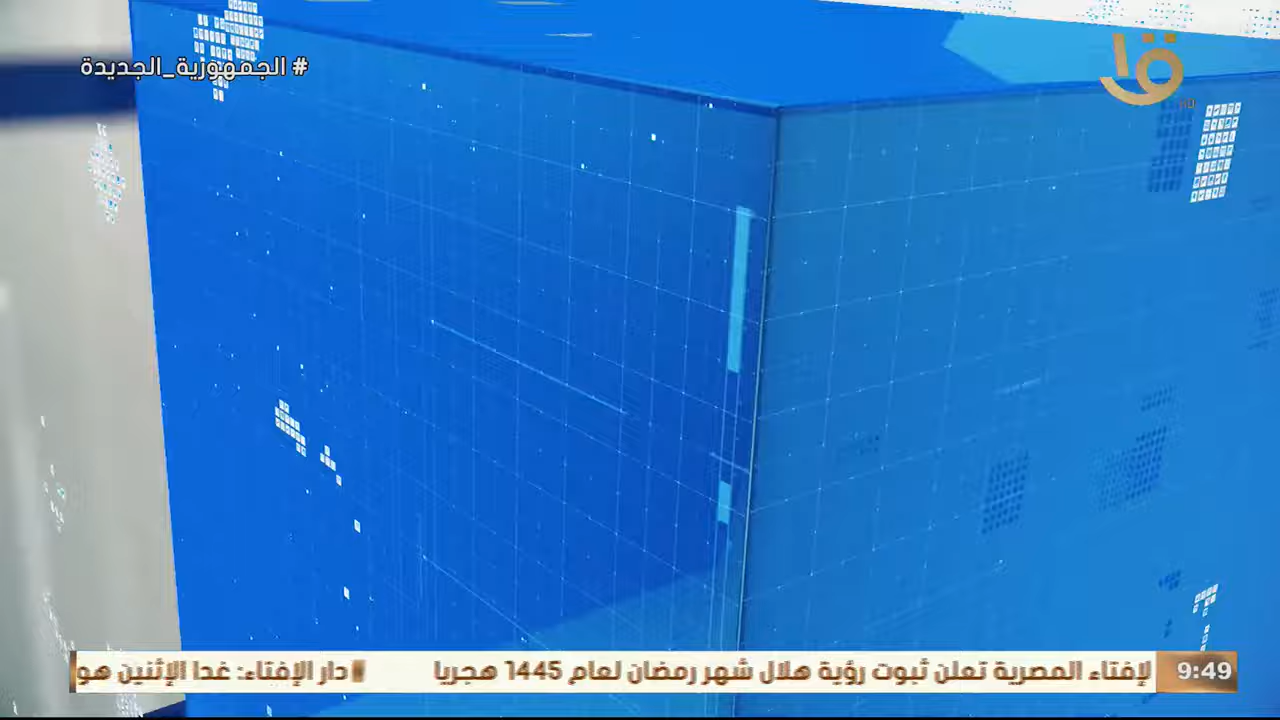 #الجمهورية_الجديدة
9:49
لإفتاء المصرية تعلن ثبوت رؤية هلال شهر رمضان لعام 1445 هجريا دار الإفتاء: غدا الإثنين هو